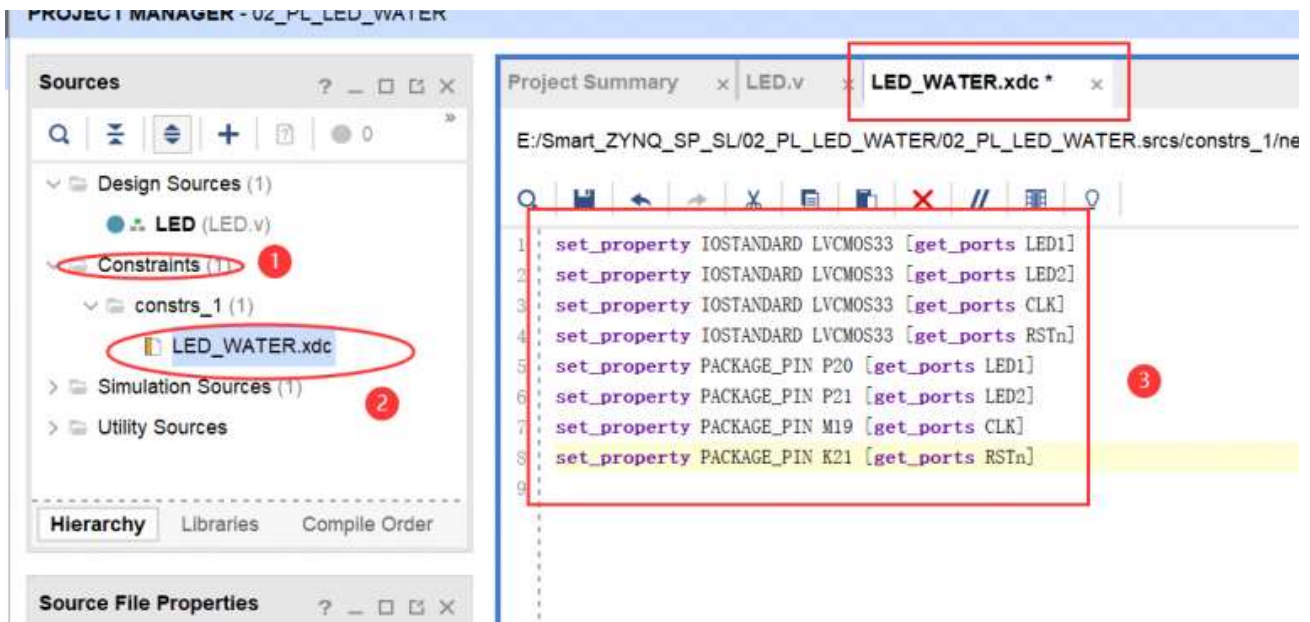 PROJECT MANAGER - 02_PL_LED_WATER
Sources
0
Design Sources (1)
LED (LED.v)
Constraints (1)
1
constrs_1 (1)
LED_WATER.xdc
Simulation Sources (1)
2
Utility Sources
Hierarchy Libraries Compile Order
Source File Properties
Project Summary LED.v LED_WATER.xdc *
E:/Smart_ZYNQ_SP_SL/02_PL_LED_WATER/02_PL_LED_WATER.srcs/constrs_1/ne
1 set_property IOSTANDARD LVCMOS33 [get_ports LED1]
2 set_property IOSTANDARD LVCMOS33 [get_ports LED2]
3 set_property IOSTANDARD LVCMOS33 [get_ports CLK]
4 set_property IOSTANDARD LVCMOS33 [get_ports RSTn]
5 set_property PACKAGE_PIN P20 [get_ports LED1]
6 set_property PACKAGE_PIN P21 [get_ports LED2]
7 set_property PACKAGE_PIN M19 [get_ports CLK]
8 set_property PACKAGE_PIN K21 [get_ports RSTn]
9
3